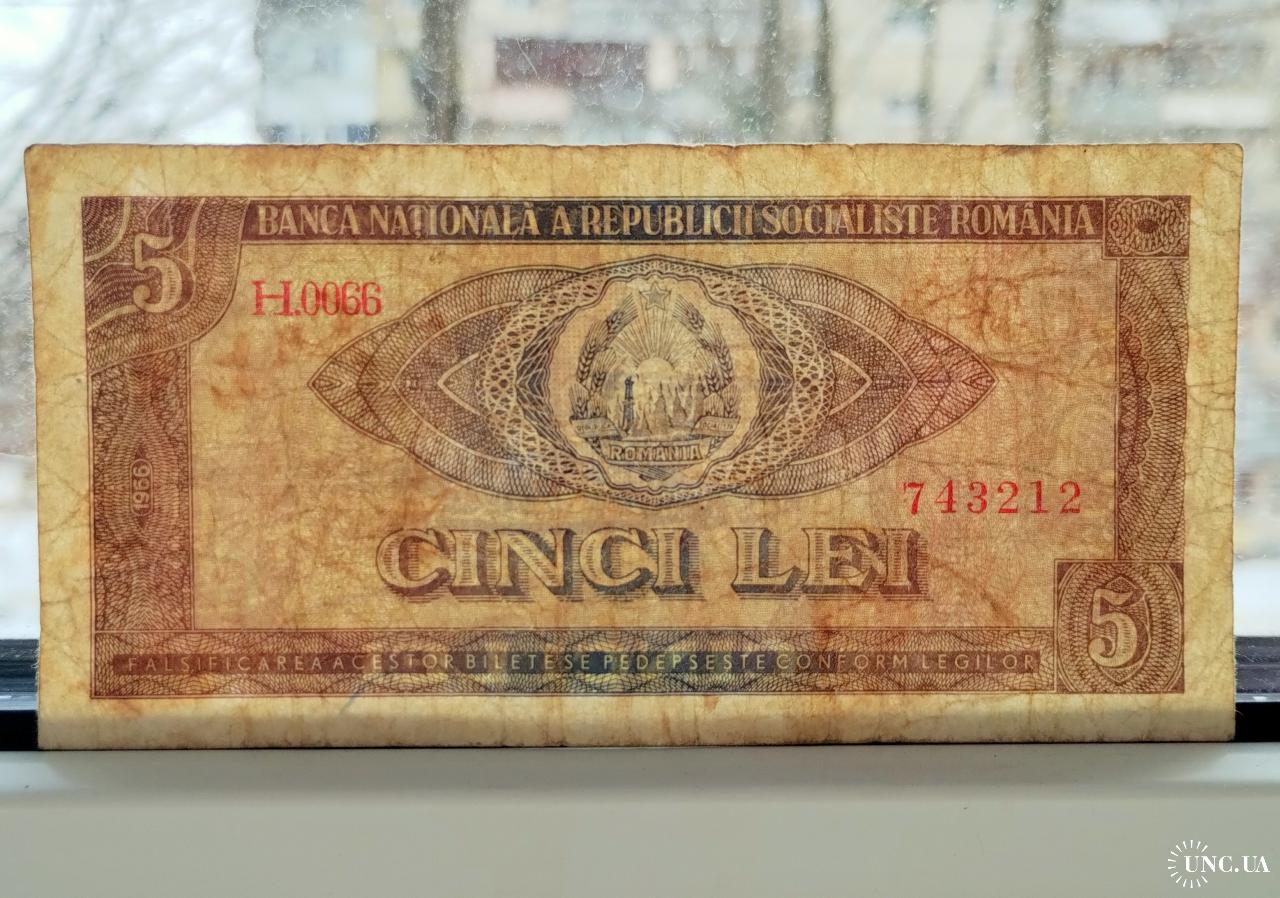 BANCA NAȚIONALĂ A REPUBLICII SOCIALISTE ROMÂNIA
5
H.0066
ROMANIA
1966
743212
CINCI LEI
5
FALSIFICAREA ACESTOR BILETE SE PEDEPSEȘTE CONFORM LEGILOR
UNC.UA